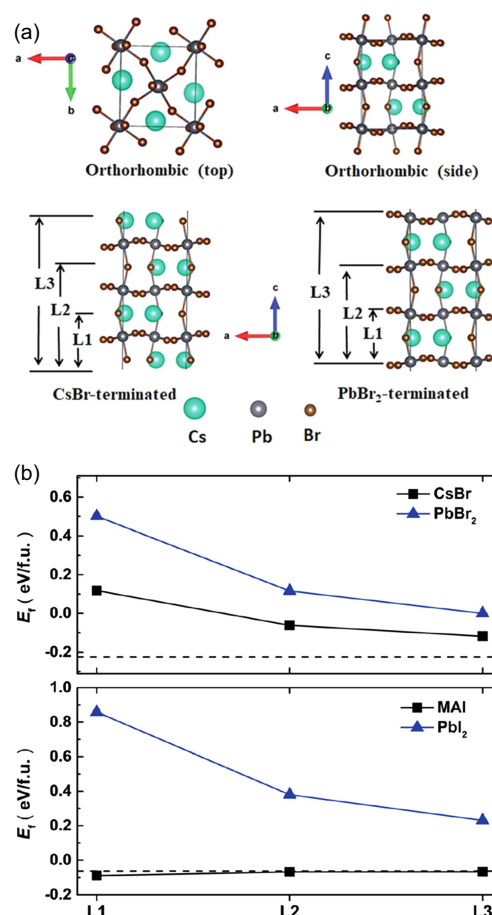 (a)
a
c
b
c
a
b
Orthorhombic (top)
Orthorhombic (side)
L3
L2
L1
c
a
b
L3
L2
L1
CsBr-terminated
PbBr₂-terminated
Cs
Pb
Br
(b)
CsBr
PbBr₂
0.6
0.4
0.2
0.0
-0.2
E_f ( eV/f.u. )
MAI
PbI₂
1.0
0.8
0.6
0.4
0.2
0.0
-0.2
E_f ( eV/f.u. )
L1
L2
L3